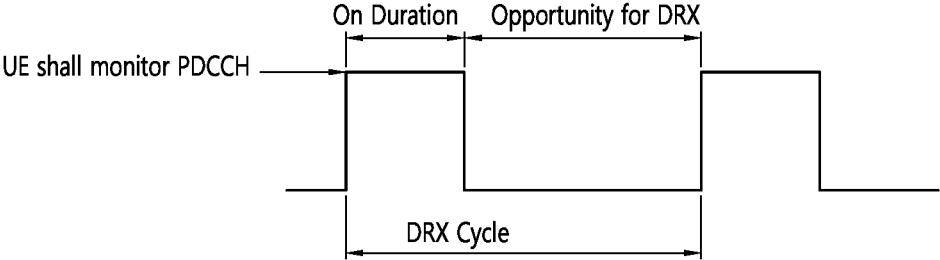 On Duration
Opportunity for DRX
UE shall monitor PDCCH
DRX Cycle